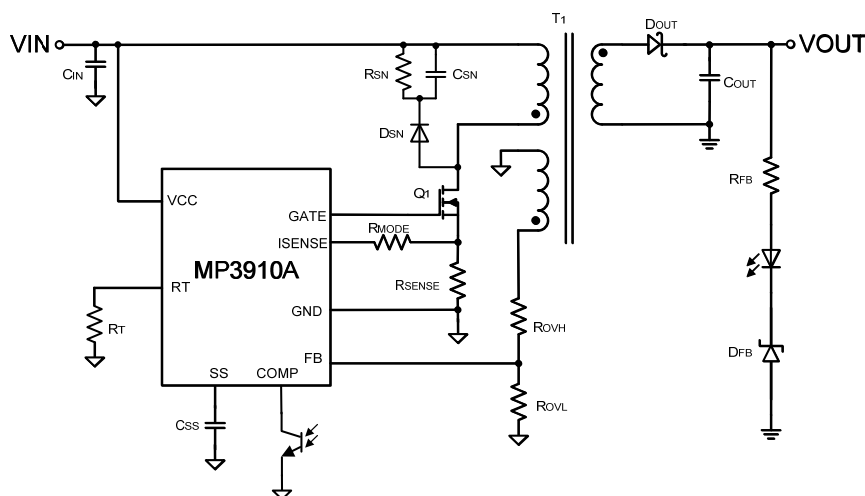 T1
DOUT
VIN
VOUT
CIN
RSN
CSN
COUT
DSN
RFB
Q1
VCC
GATE
RMODE
ISENSE
MP3910A
RSENSE
RT
GND
ROVH
RT
FB
DFB
SS
COMP
ROVL
CSS